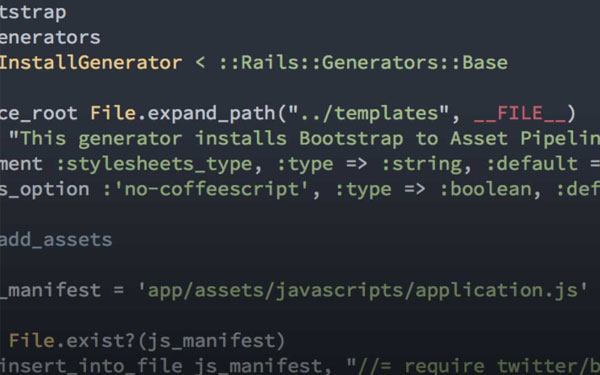 tstrap
enerators
InstallGenerator < ::Rails::Generators::Base
ce_root File.expand_path("../templates", __FILE__)
"This generator installs Bootstrap to Asset Pipelin
ment :stylesheets_type, :type => :string, :default =
s_option :'no-coffeescript', :type => :boolean, :def
add_assets
_manifest = 'app/assets/javascripts/application.js'
File.exist?(js_manifest)
insert_into_file js_manifest, "//= require twitter/b